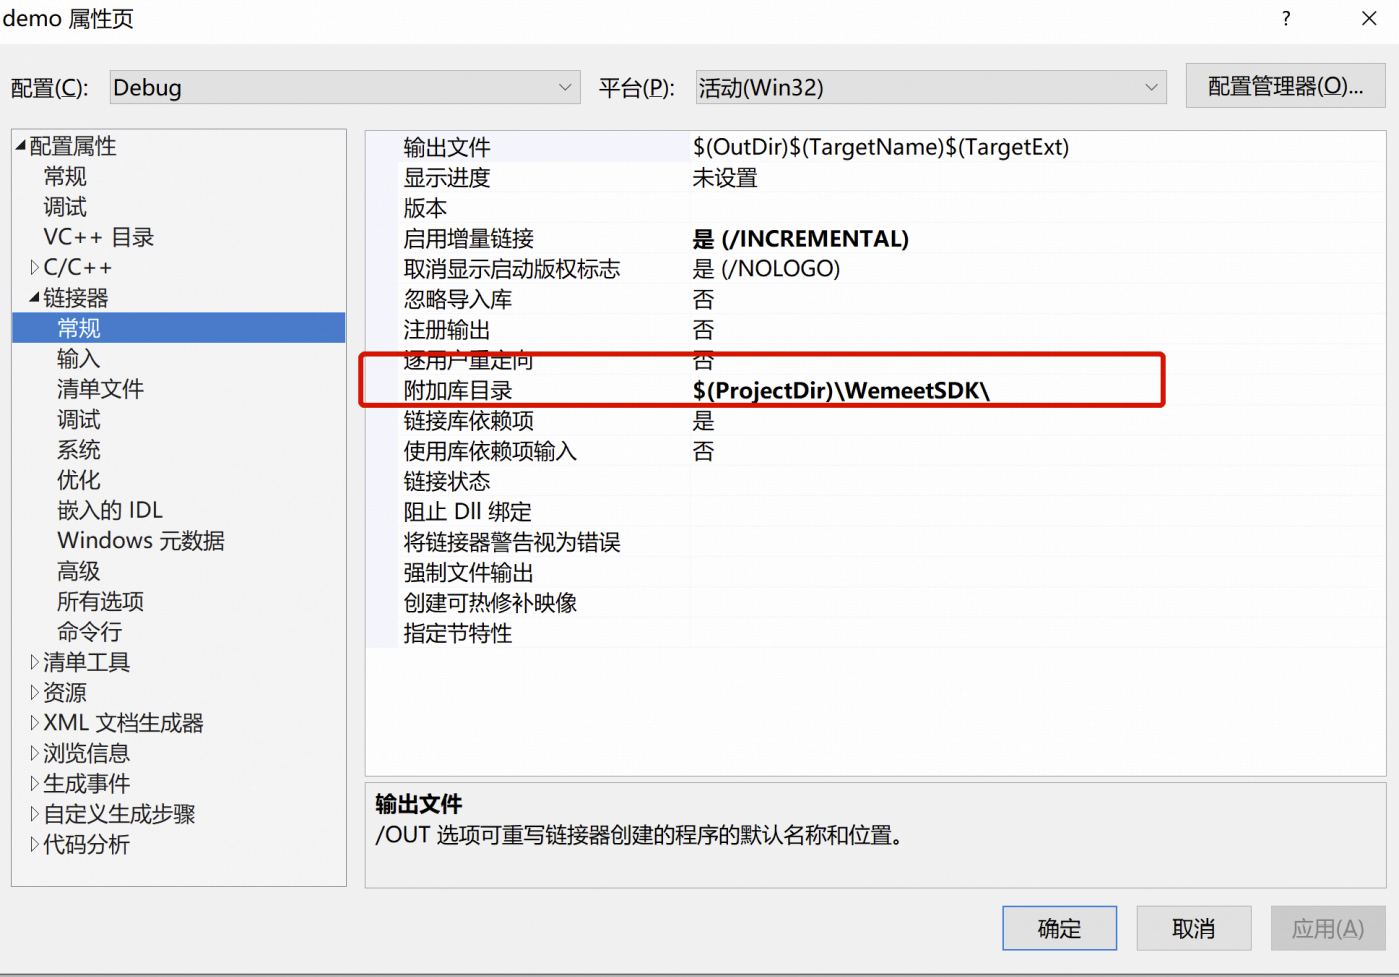 demo 属性页
?
配置(C):
Debug
平台(P):
活动(Win32)
配置管理器(O)...
配置属性
常规
调试
VC++ 目录
C/C++
链接器
常规
输入
清单文件
调试
系统
优化
嵌入的 IDL
Windows 元数据
高级
所有选项
命令行
清单工具
资源
XML 文档生成器
浏览信息
生成事件
自定义生成步骤
代码分析
输出文件 $(OutDir)$(TargetName)$(TargetExt)
显示进度 未设置
版本
启用增量链接 是 (/INCREMENTAL)
取消显示启动版权标志 是 (/NOLOGO)
忽略导入库 否
注册输出 否
逐用户重定向 否
附加库目录 $(ProjectDir)\WemeetSDK\
链接库依赖项 是
使用库依赖项输入 否
链接状态
阻止 Dll 绑定
将链接器警告视为错误
强制文件输出
创建可热修补映像
指定节特性
输出文件
/OUT 选项可重写链接器创建的程序的默认名称和位置。
确定
取消
应用(A)